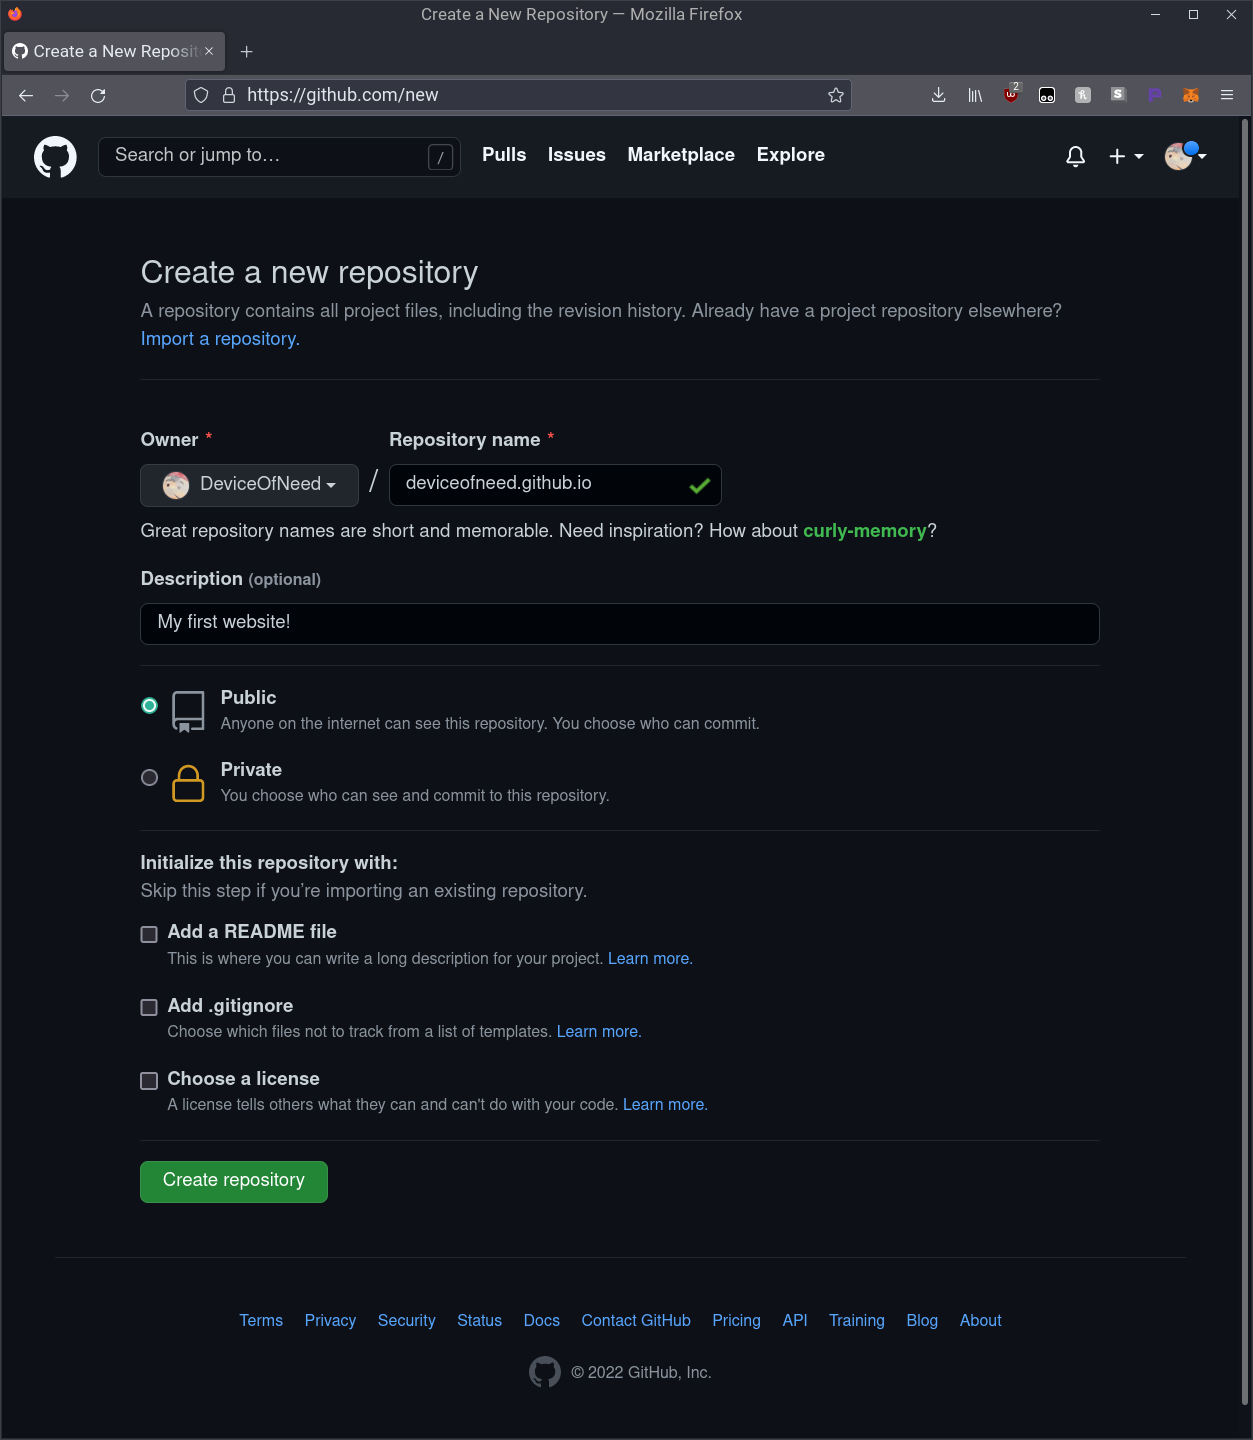 Create a New Repository — Mozilla Firefox
Create a New Reposit
https://github.com/new
2
Search or jump to…
/
Pulls
Issues
Marketplace
Explore
Create a new repository
A repository contains all project files, including the revision history. Already have a project repository elsewhere?
Import a repository.
Owner *
Repository name *
DeviceOfNeed
/
deviceofneed.github.io
Great repository names are short and memorable. Need inspiration? How about curly-memory?
Description (optional)
My first website!
Public
Anyone on the internet can see this repository. You choose who can commit.
Private
You choose who can see and commit to this repository.
Initialize this repository with:
Skip this step if you're importing an existing repository.
Add a README file
This is where you can write a long description for your project. Learn more.
Add .gitignore
Choose which files not to track from a list of templates. Learn more.
Choose a license
A license tells others what they can and can't do with your code. Learn more.
Create repository
Terms Privacy Security Status Docs Contact GitHub Pricing API Training Blog About
© 2022 GitHub, Inc.